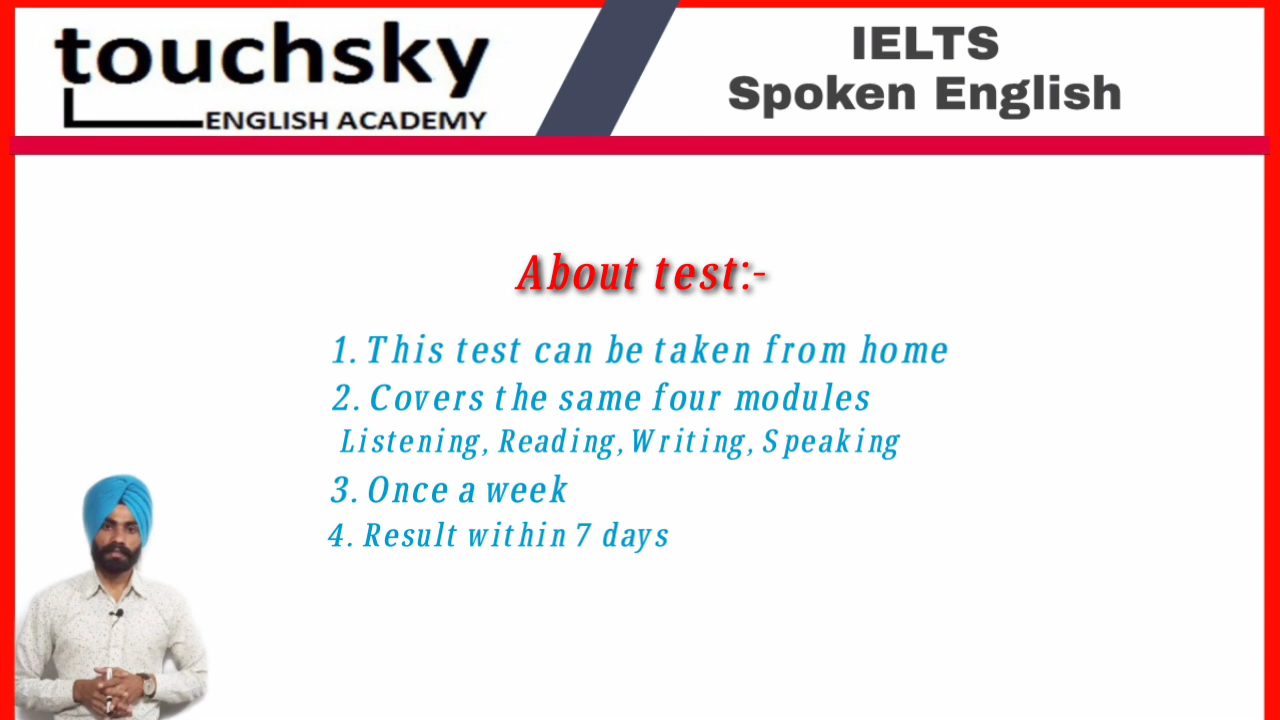 touchsky
ENGLISH ACADEMY
IELTS
Spoken English
About test:-
1. This test can be taken from home
2. Covers the same four modules
Listening, Reading, Writing, Speaking
3. Once a week
4. Result within 7 days